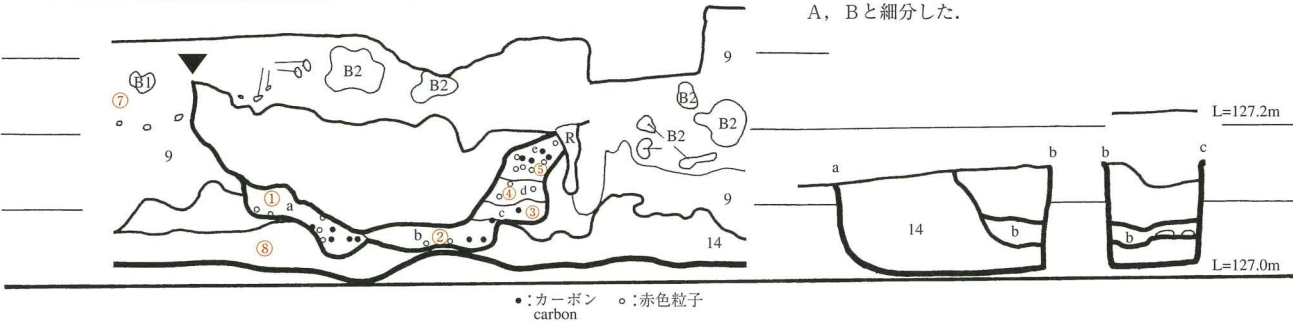 A，Bと細分した．
9
B1
B2
B2
⑦
9
B2
B2
B2
R
e
⑤
④
d
c
③
①
a
b
②
⑧
9
14
L=127.2m
a
b
b
c
14
b
b
L=127.0m
●：カーボン ○：赤色粒子
carbon